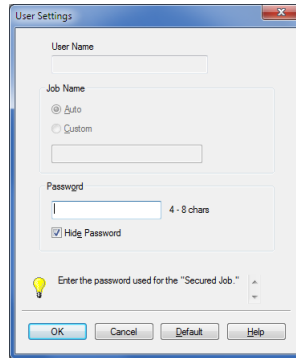 User Settings
User Name
Job Name
Auto
Custom
Password
4 - 8 chars
Hide Password
Enter the password used for the "Secured Job."
OK
Cancel
Default
Help